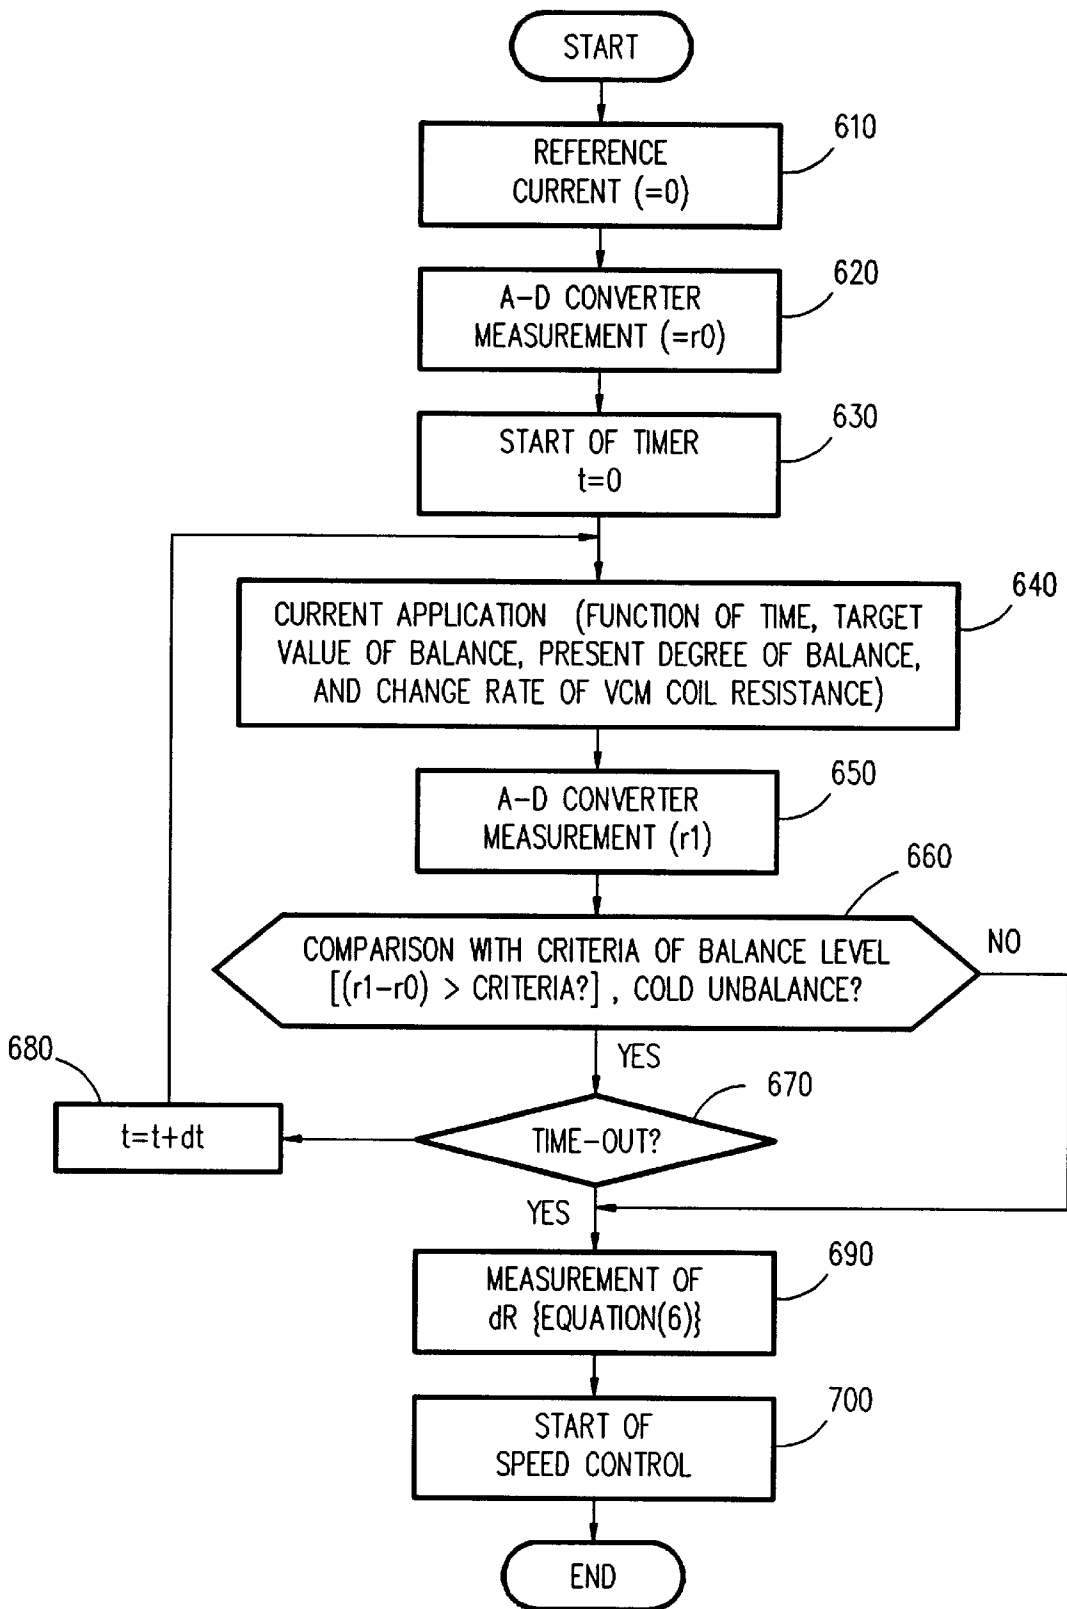 START
610
REFERENCE
CURRENT (=0)
620
A-D CONVERTER
MEASUREMENT (=r0)
630
START OF TIMER
t=0
640
CURRENT APPLICATION (FUNCTION OF TIME, TARGET
VALUE OF BALANCE, PRESENT DEGREE OF BALANCE,
AND CHANGE RATE OF VCM COIL RESISTANCE)
650
A-D CONVERTER
MEASUREMENT (r1)
660
COMPARISON WITH CRITERIA OF BALANCE LEVEL
[(r1-r0) > CRITERIA?] , COLD UNBALANCE?
NO
YES
680
t=t+dt
670
TIME-OUT?
YES
690
MEASUREMENT OF
dR {EQUATION(6)}
700
START OF
SPEED CONTROL
END